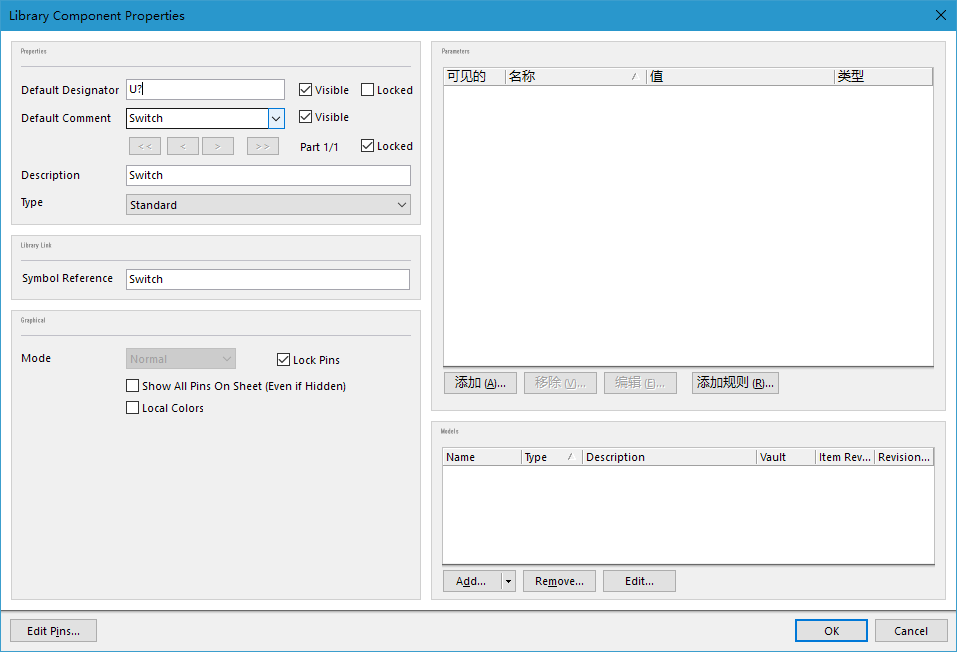 Library Component Properties
Properties
Default Designator U? Visible Locked
Default Comment Switch Visible
<< < > >> Part 1/1 Locked
Description Switch
Type Standard
Library Link
Symbol Reference Switch
Graphical
Mode Normal Lock Pins
Show All Pins On Sheet (Even if Hidden)
Local Colors
Parameters
可见的 名称 值 类型
添加 (A)... 移除 (V)... 编辑 (E)... 添加规则 (R)...
Models
Name Type Description Vault Item Rev... Revision...
Add... Remove... Edit...
Edit Pins... OK Cancel